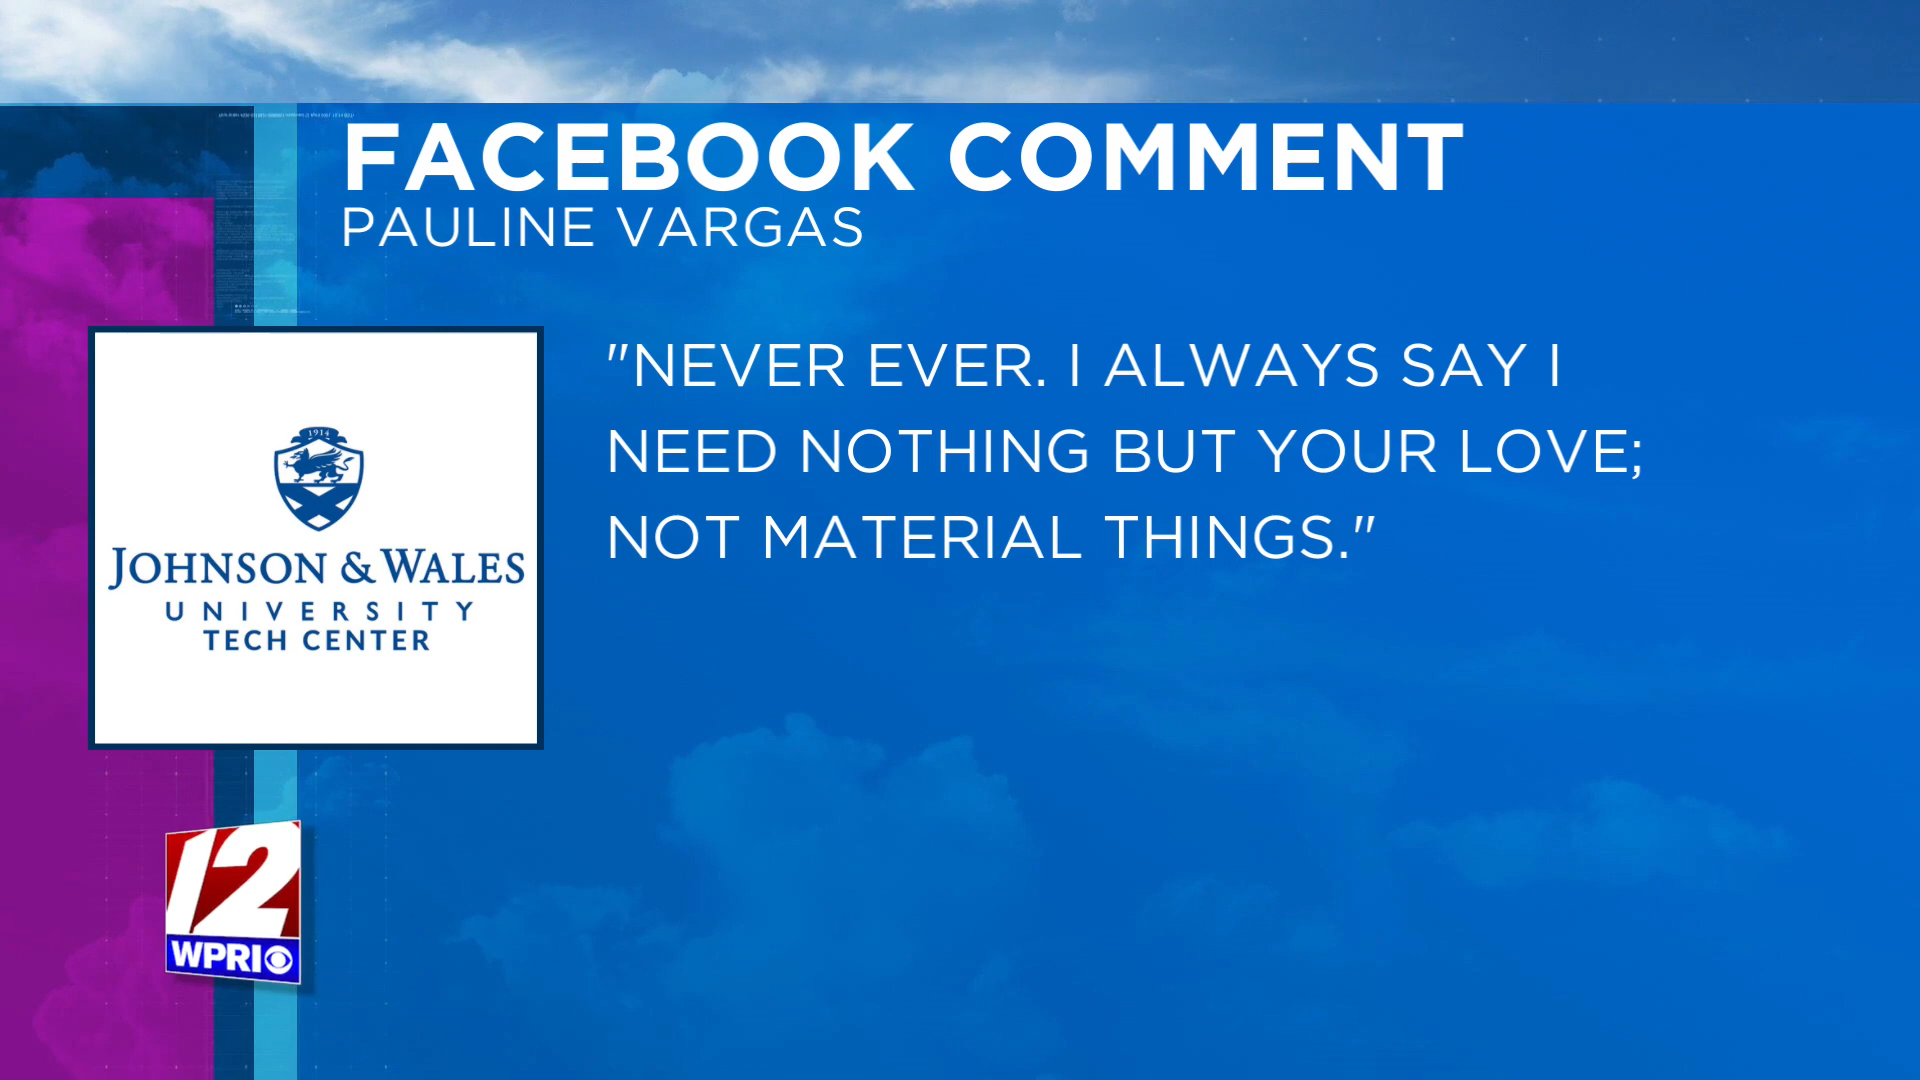 FACEBOOK COMMENT
PAULINE VARGAS
"NEVER EVER. I ALWAYS SAY I
NEED NOTHING BUT YOUR LOVE;
NOT MATERIAL THINGS."
1914
JOHNSON & WALES
UNIVERSITY
TECH CENTER
12
WPRI